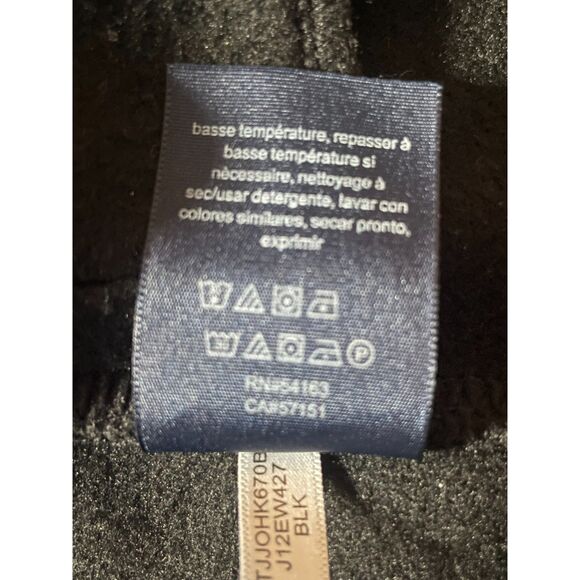 basse température, repasser à
basse température si
nécessaire, nettoyage à
sec/usar detergente, lavar con
colores similares, secar pronto,
exprimir
P
RN#54163
CA#57151
TJJOHK670B
J12EW427
BLK